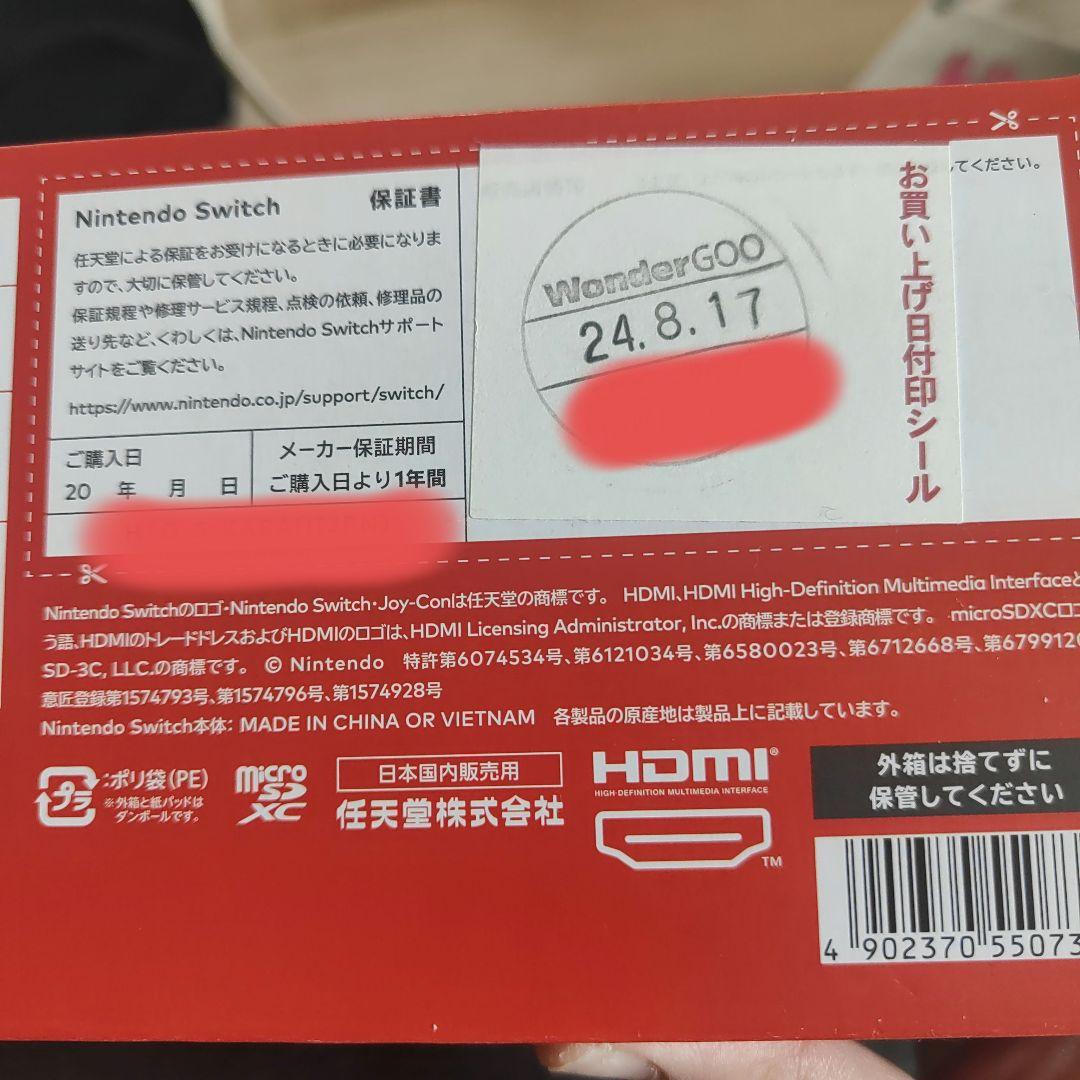 Nintendo Switch 保証書
任天堂による保証をお受けになるときに必要になりま
すので、大切に保管してください。
保証規程や修理サービス規程、点検の依頼、修理品の
送り先など、くわしくは、Nintendo Switchサポート
サイトをご覧ください。
https://www.nintendo.co.jp/support/switch/
ご購入日
20 年 月 日
メーカー保証期間
ご購入日より1年間
WonderGOO
24.8.17
お買い上げ日付印シール
てください。
Nintendo Switchのロゴ・Nintendo Switch・Joy-Conは任天堂の商標です。 HDMI、HDMI High-Definition Multimedia Interfaceと
う語、HDMIのトレードドレスおよびHDMIのロゴは、HDMI Licensing Administrator, Inc.の商標または登録商標です。 microSDXCロゴ
SD-3C, LLC.の商標です。 © Nintendo 特許第6074534号、第6121034号、第6580023号、第6712668号、第6799120
意匠登録第1574793号、第1574796号、第1574928号
Nintendo Switch本体: MADE IN CHINA OR VIETNAM 各製品の原産地は製品上に記載しています。
プラ
:ポリ袋(PE)
※外箱と紙パッドは
ダンボールです。
micro
SD
XC
日本国内販売用
任天堂株式会社
HDMI®
HIGH-DEFINITION MULTIMEDIA INTERFACE
TM
外箱は捨てずに
保管してください
4 902370 55073